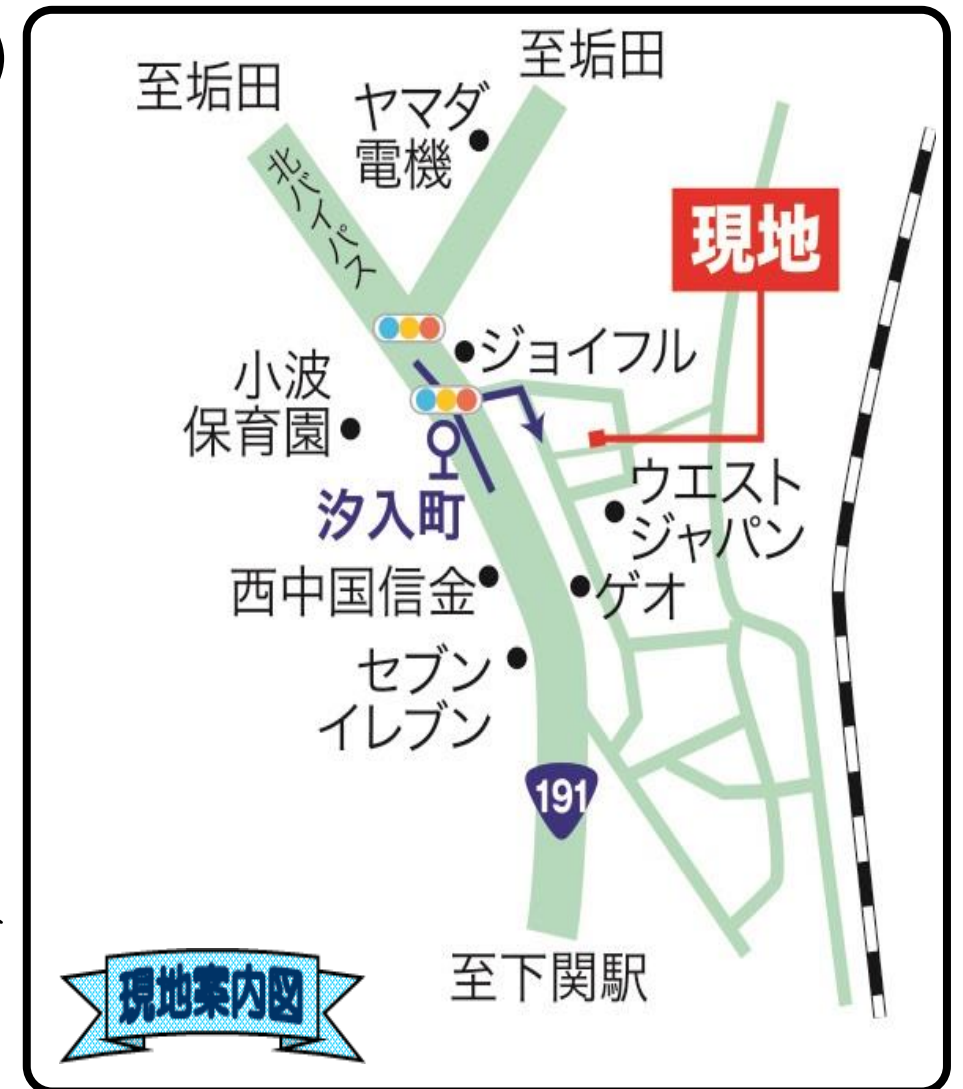 至垢田
至垢田
ヤマダ
電機
北バイパス
現地
ジョイフル
小波
保育園
汐入町
ウエスト
ジャパン
西中国信金
ゲオ
セブン
イレブン
191
至下関駅
現地案内図